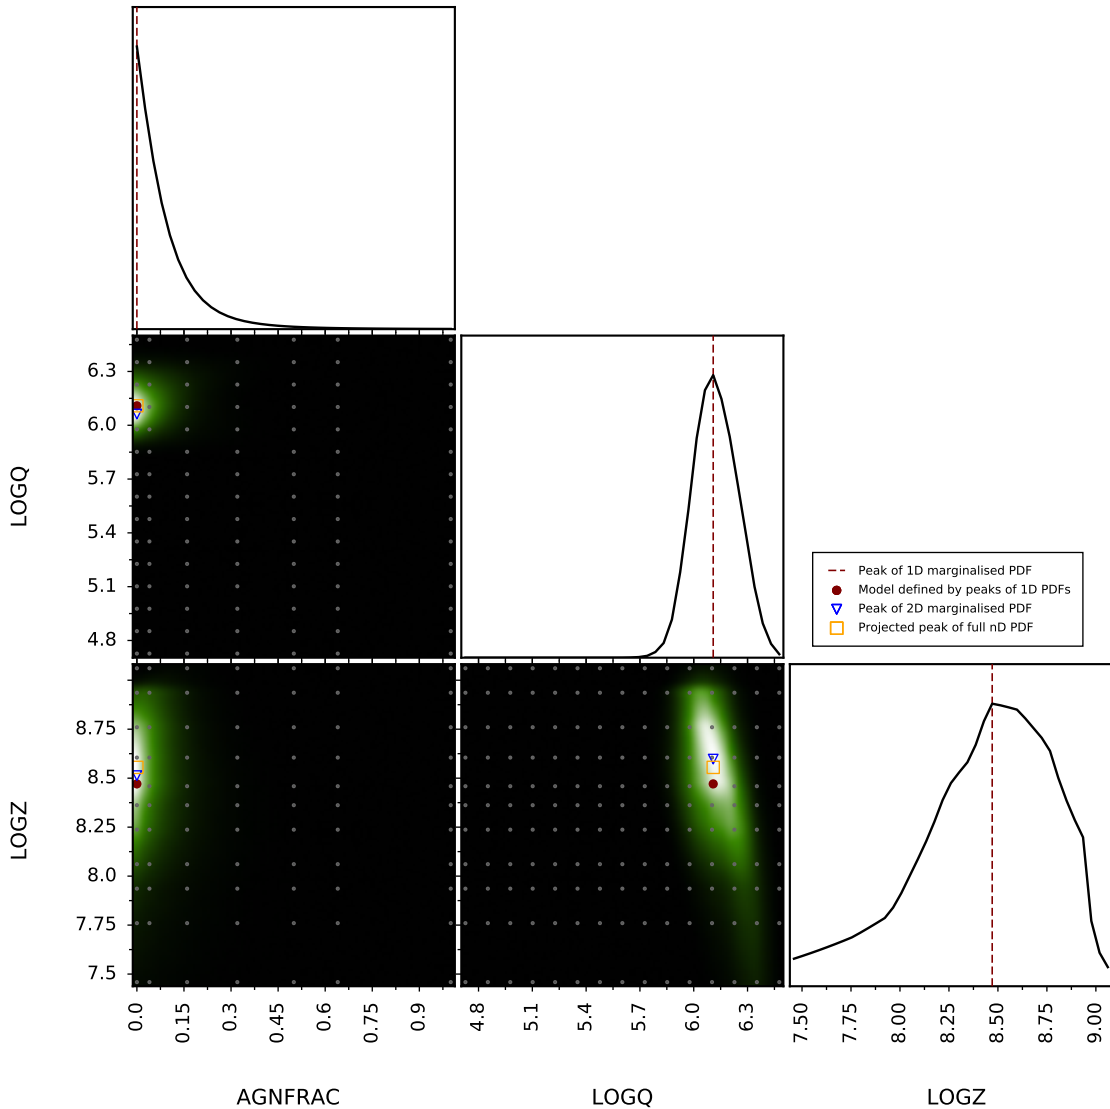 6.3
6.0
5.7
5.4
5.1
4.8
LOGQ
Peak of 1D marginalised PDF
Model defined by peaks of 1D PDFs
Peak of 2D marginalised PDF
Projected peak of full nD PDF
8.75
8.5
8.25
8.0
7.75
7.5
LOGZ
0.0 0.15 0.3 0.45 0.6 0.75 0.9
4.8 5.1 5.4 5.7 6.0 6.3
7.50 7.75 8.00 8.25 8.50 8.75 9.00
AGNFRAC
LOGQ
LOGZ